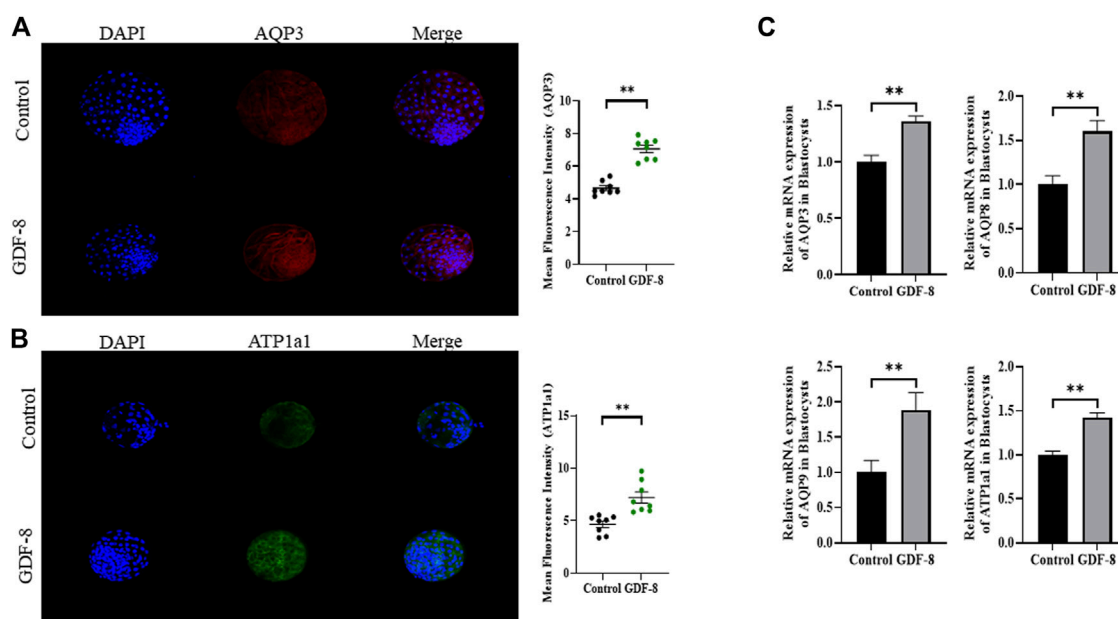 A
DAPI
AQP3
Merge
Control
GDF-8
Mean Fluorescence Intensity (AQP3)
10
8
6
4
2
0
**
Control GDF-8
B
DAPI
ATP1a1
Merge
Control
GDF-8
Mean Fluorescence Intensity (ATP1a1)
15
10
5
0
**
Control GDF-8
C
Relative mRNA expression
of AQP3 in Blastocysts
1.5
1.0
0.5
0.0
**
Control GDF-8
Relative mRNA expression
of AQP8 in Blastocysts
2.0
1.5
1.0
0.5
0.0
**
Control GDF-8
Relative mRNA expression
of AQP9 in Blastocysts
2.5
2.0
1.5
1.0
0.5
0.0
**
Control GDF-8
Relative mRNA expression
of ATP1a1 in Blastocysts
2.0
1.5
1.0
0.5
0.0
**
Control GDF-8